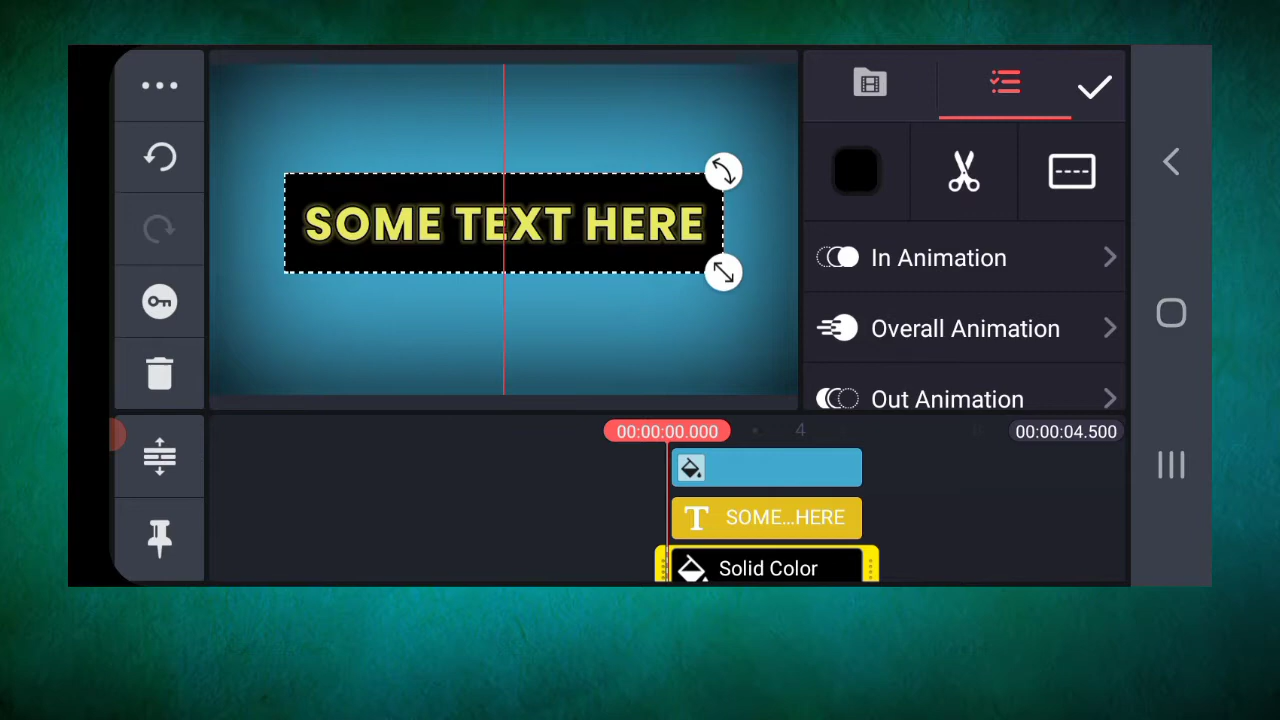 SOME TEXT HERE
In Animation
Overall Animation
Out Animation
00:00:00.000
4
00:00:04.500
T SOME...HERE
Solid Color